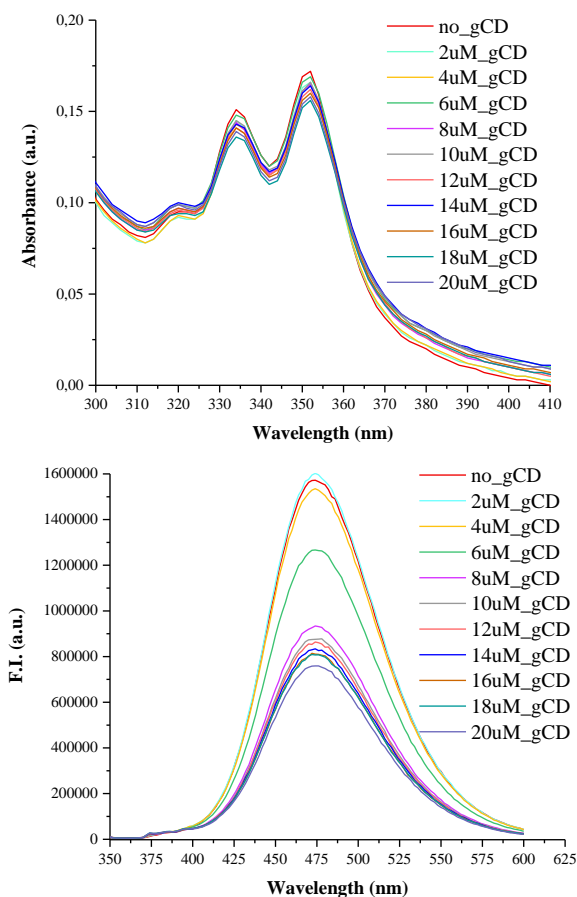 0,20
0,15
0,10
0,05
0,00
Absorbance (a.u.)
no_gCD
2uM_gCD
4uM_gCD
6uM_gCD
8uM_gCD
10uM_gCD
12uM_gCD
14uM_gCD
16uM_gCD
18uM_gCD
20uM_gCD
300 310 320 330 340 350 360 370 380 390 400 410
Wavelength (nm)
1600000
1400000
1200000
1000000
800000
600000
400000
200000
0
F.I. (a.u.)
no_gCD
2uM_gCD
4uM_gCD
6uM_gCD
8uM_gCD
10uM_gCD
12uM_gCD
14uM_gCD
16uM_gCD
18uM_gCD
20uM_gCD
350 375 400 425 450 475 500 525 550 575 600 625
Wavelength (nm)